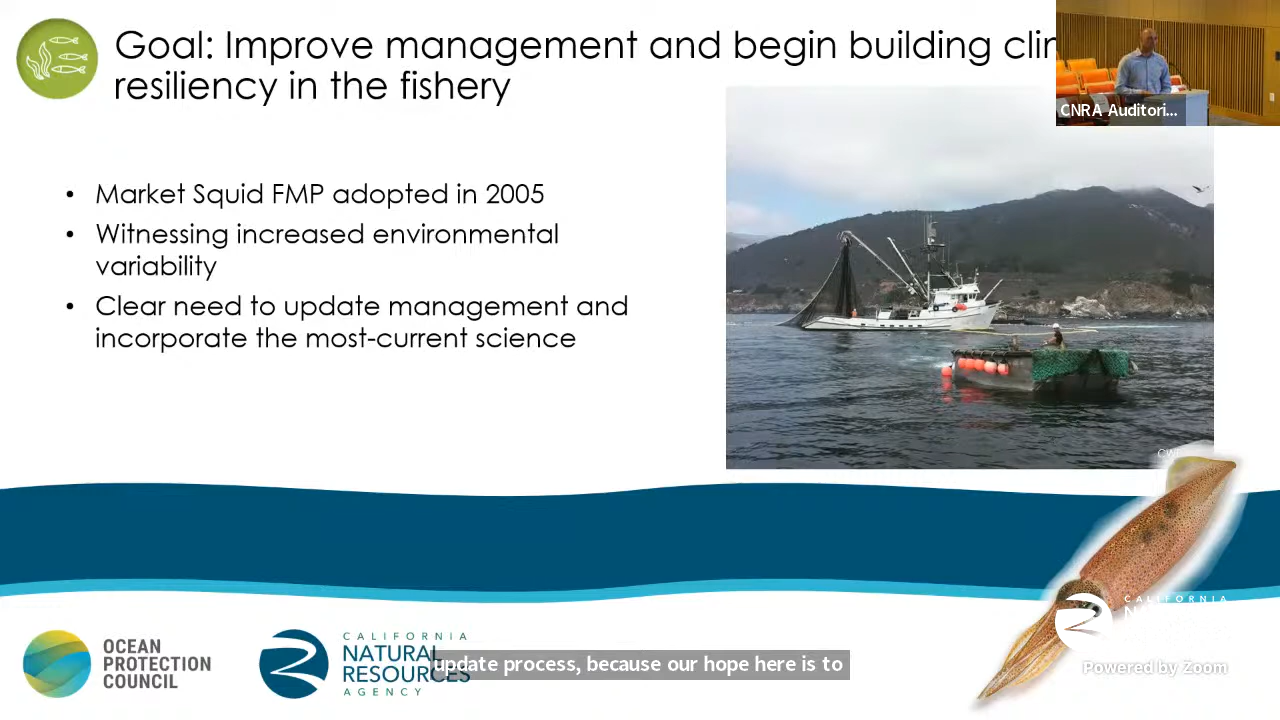 Goal: Improve management and begin building
resiliency in the fishery
CNRA Auditori...
• Market Squid FMP adopted in 2005
• Witnessing increased environmental
variability
• Clear need to update management and
incorporate the most-current science
OCEAN
PROTECTION
COUNCIL
CALIFORNIA
NATURAL
RESOURCES
AGENCY
update process, because our hope here is to
CALIFORNIA
Powered by Zoom